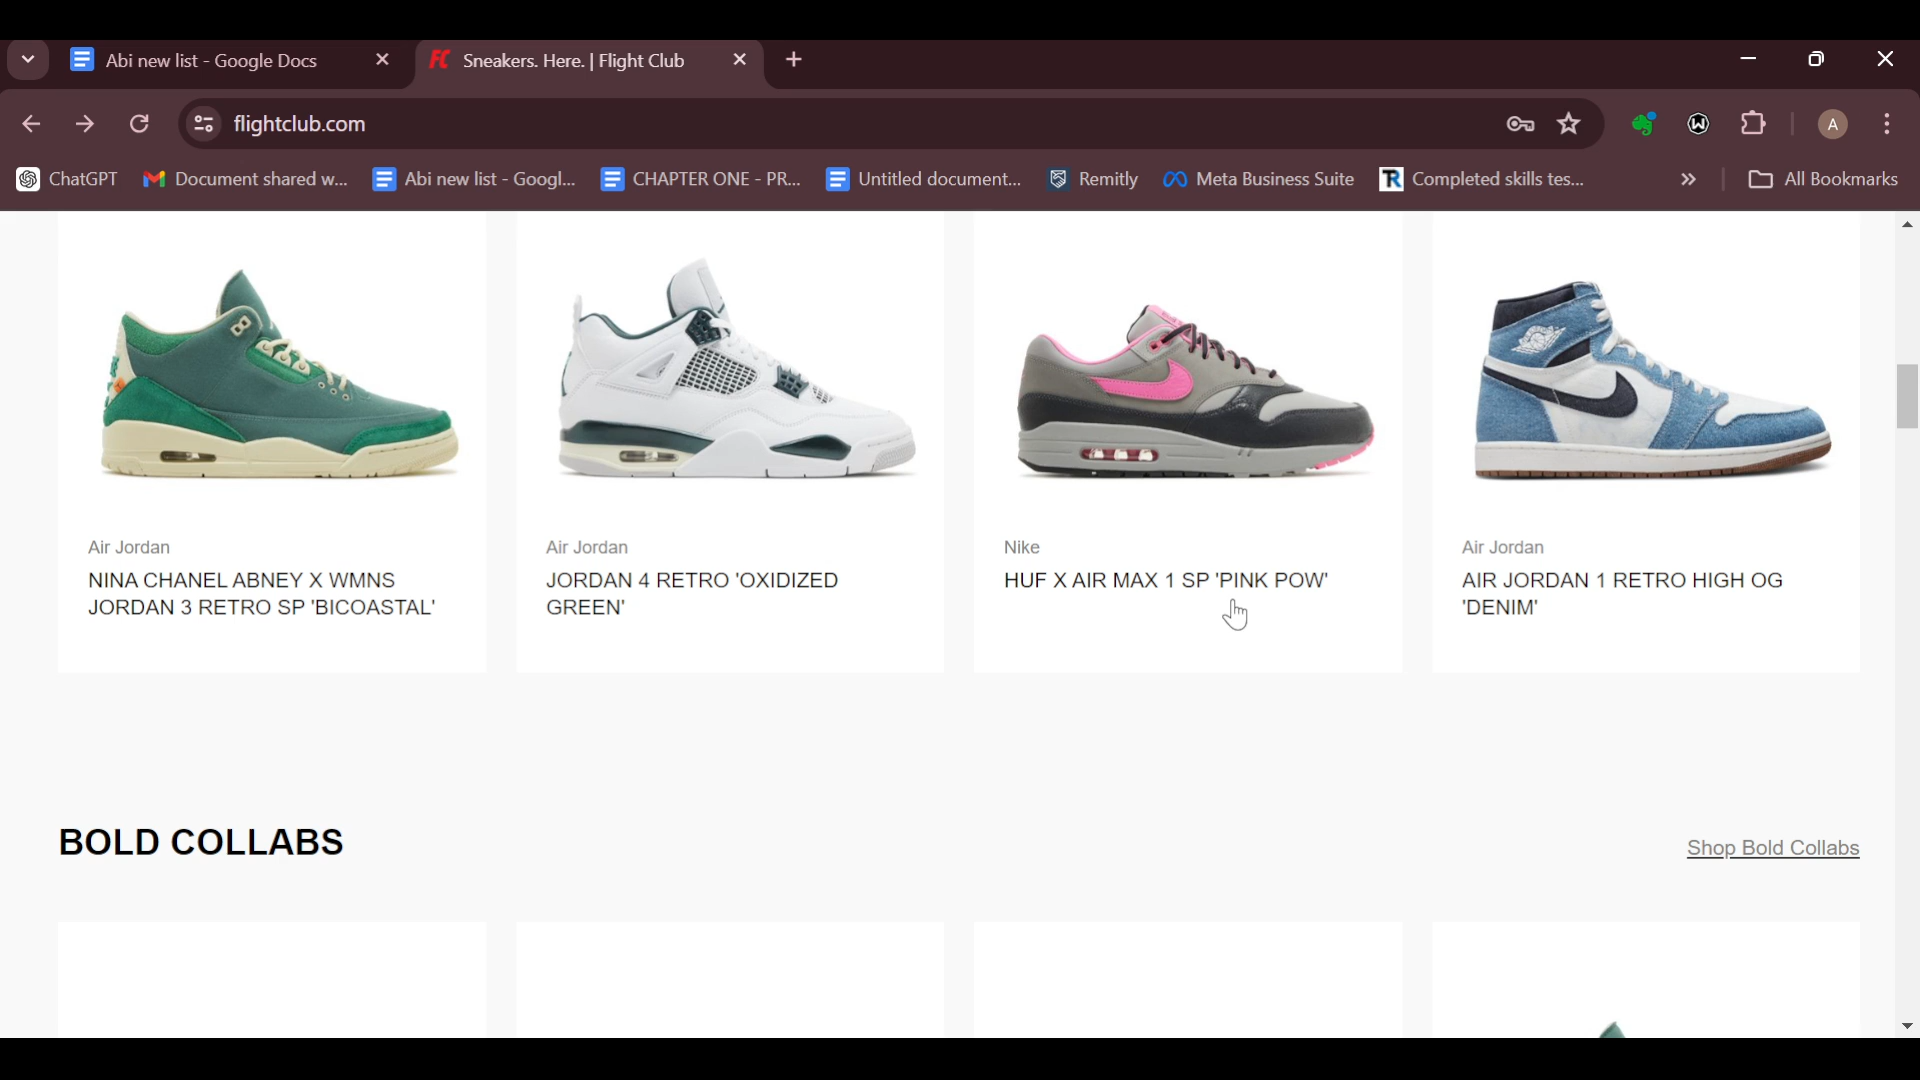 Abi new list - Google Docs
FC Sneakers. Here. | Flight Club
flightclub.com
A
ChatGPT
Document shared w...
Abi new list - Googl...
CHAPTER ONE - PR...
Untitled document...
Remitly
Meta Business Suite
TR Completed skills tes...
All Bookmarks
Air Jordan
NINA CHANEL ABNEY X WMNS
JORDAN 3 RETRO SP 'BICOASTAL'
Air Jordan
JORDAN 4 RETRO 'OXIDIZED
GREEN'
Nike
HUF X AIR MAX 1 SP 'PINK POW'
Air Jordan
AIR JORDAN 1 RETRO HIGH OG
'DENIM'
BOLD COLLABS
Shop Bold Collabs